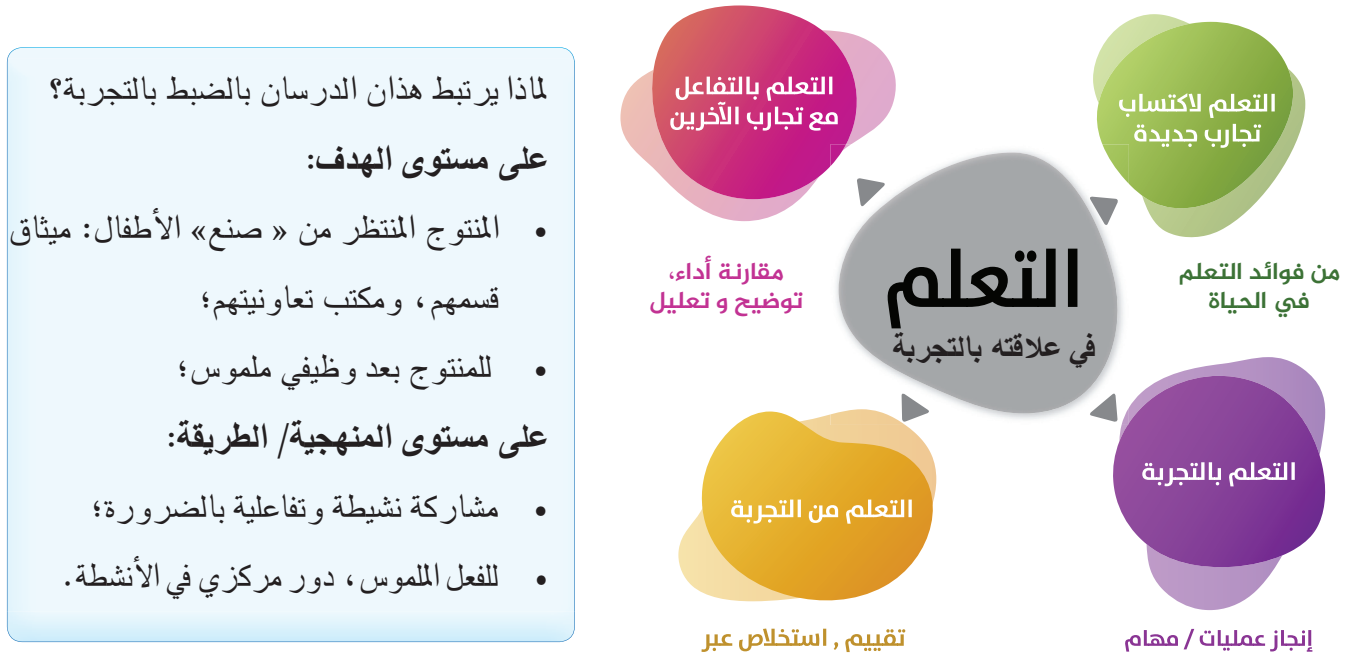 لماذا يرتبط هذان الدرسان بالضبط بالتجربة؟
على مستوى الهدف:
• المنتوج المنتظر من « صنع» الأطفال: ميثاق
قسمهم، ومكتب تعاونيتهم؛
• للمنتوج بعد وظيفي ملموس؛
على مستوى المنهجية/ الطريقة:
• مشاركة نشيطة وتفاعلية بالضرورة؛
• للفعل الملموس، دور مركزي في الأنشطة.
التعلم
في علاقته بالتجربة
التعلم لاكتساب
تجارب جديدة
من فوائد التعلم
في الحياة
التعلم بالتفاعل
مع تجارب الآخرين
مقارنة أداء،
توضيح و تعليل
التعلم بالتجربة
إنجاز عمليات / مهام
التعلم من التجربة
تقييم , استخلاص عبر